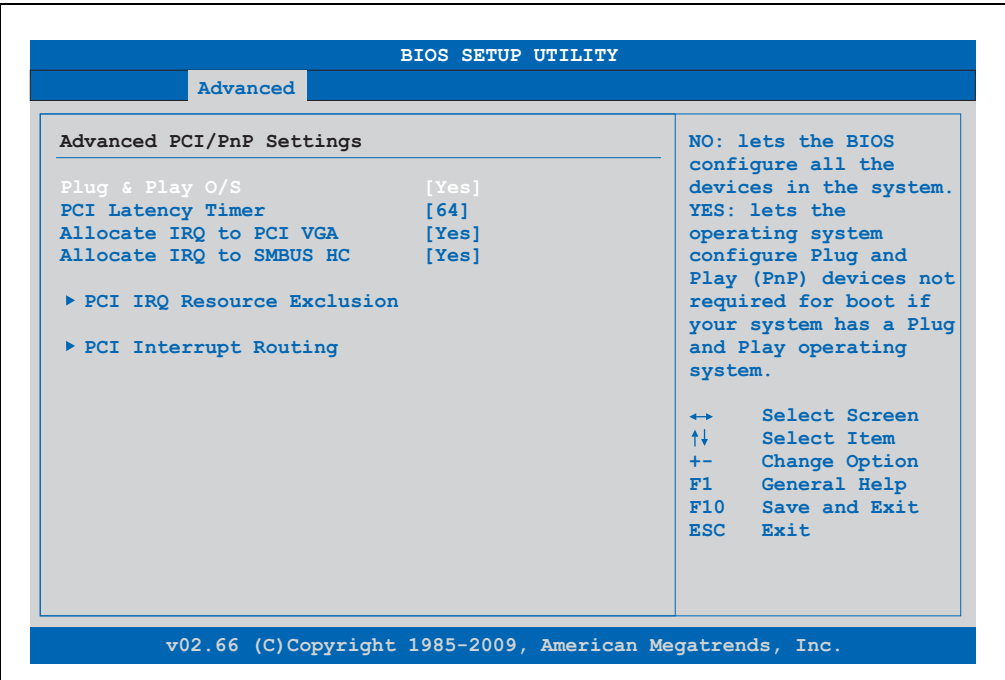 BIOS SETUP UTILITY
Advanced
Advanced PCI/PnP Settings
Plug & Play O/S [Yes]
PCI Latency Timer [64]
Allocate IRQ to PCI VGA [Yes]
Allocate IRQ to SMBUS HC [Yes]
▶ PCI IRQ Resource Exclusion
▶ PCI Interrupt Routing
NO: lets the BIOS
configure all the
devices in the system.
YES: lets the
operating system
configure Plug and
Play (PnP) devices not
required for boot if
your system has a Plug
and Play operating
system.
↔ Select Screen
↑↓ Select Item
+- Change Option
F1 General Help
F10 Save and Exit
ESC Exit
v02.66 (C)Copyright 1985-2009, American Megatrends, Inc.